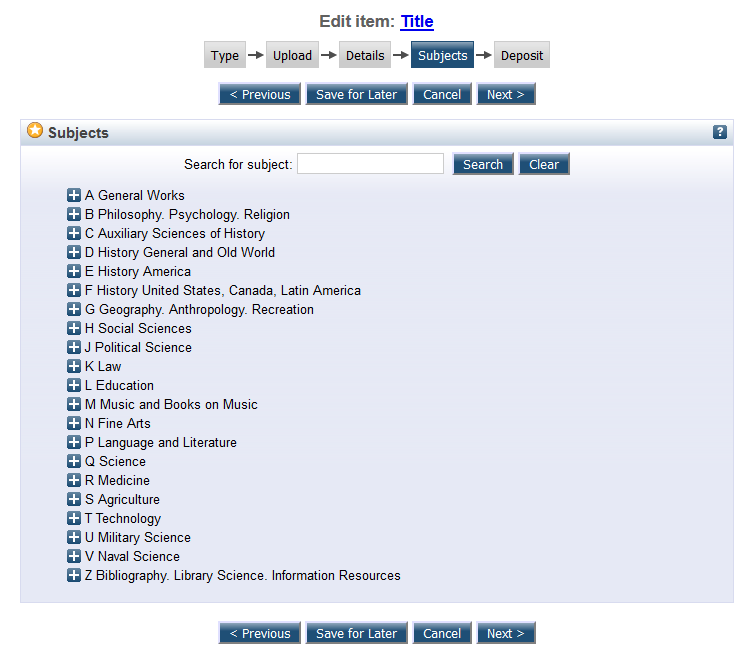 Edit item: Title
Type Upload Details Subjects Deposit
< Previous Save for Later Cancel Next >
Subjects ?
Search for subject: Search Clear
A General Works
B Philosophy. Psychology. Religion
C Auxiliary Sciences of History
D History General and Old World
E History America
F History United States, Canada, Latin America
G Geography. Anthropology. Recreation
H Social Sciences
J Political Science
K Law
L Education
M Music and Books on Music
N Fine Arts
P Language and Literature
Q Science
R Medicine
S Agriculture
T Technology
U Military Science
V Naval Science
Z Bibliography. Library Science. Information Resources
< Previous Save for Later Cancel Next >